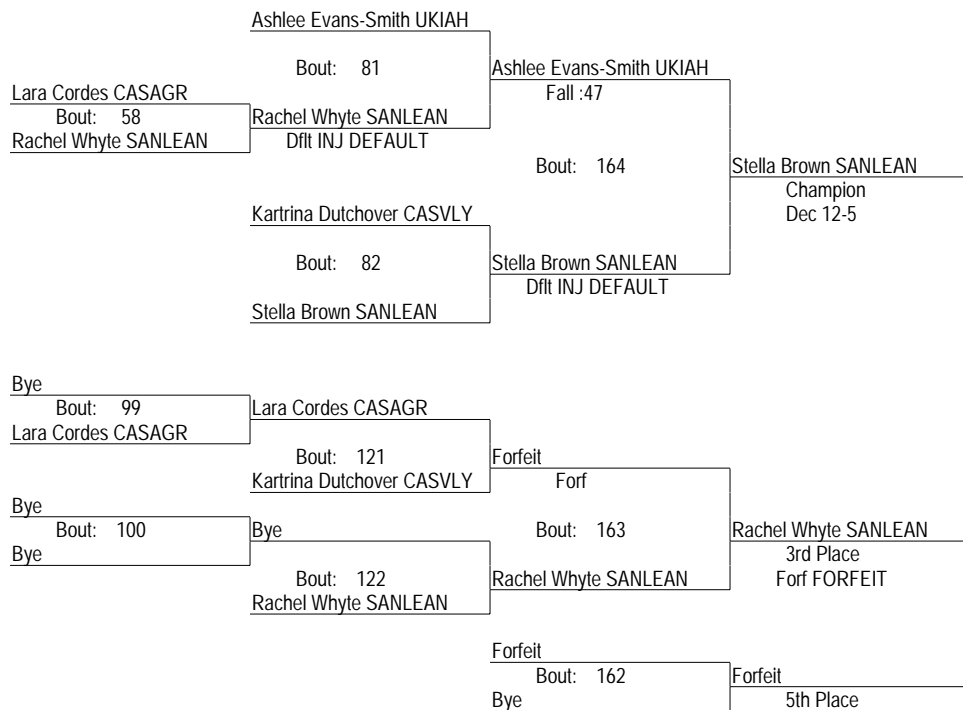 Ashlee Evans-Smith UKIAH
Bout: 81
Ashlee Evans-Smith UKIAH
Lara Cordes CASAGR
Fall :47
Bout: 58
Rachel Whyte SANLEAN
Rachel Whyte SANLEAN
Dflt INJ DEFAULT
Bout: 164
Stella Brown SANLEAN
Champion
Dec 12-5
Kartrina Dutchover CASVLY
Bout: 82
Stella Brown SANLEAN
Dflt INJ DEFAULT
Stella Brown SANLEAN
Bye
Bout: 99
Lara Cordes CASAGR
Lara Cordes CASAGR
Bout: 121
Forfeit
Kartrina Dutchover CASVLY
Forf
Bye
Bout: 100
Bye
Bout: 163
Rachel Whyte SANLEAN
Bye
3rd Place
Bout: 122
Rachel Whyte SANLEAN
Forf FORFEIT
Rachel Whyte SANLEAN
Forfeit
Bout: 162
Forfeit
Bye
5th Place